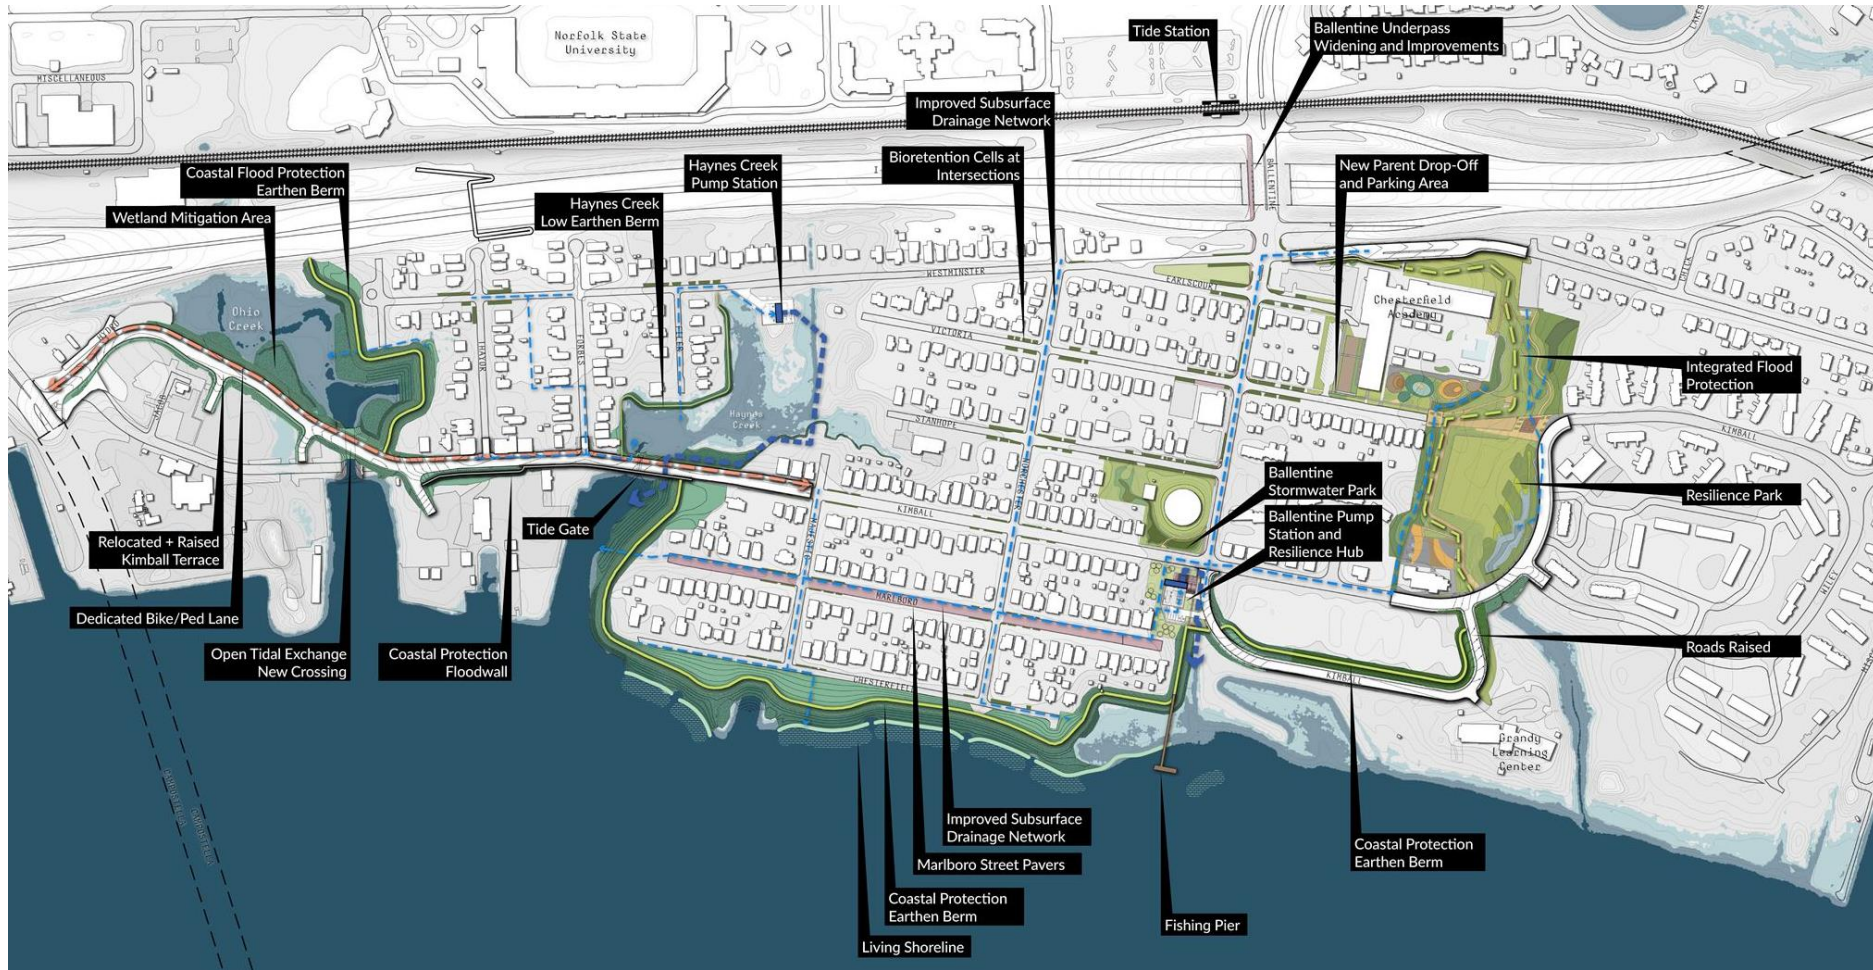 Norfolk State
University
MISCELLANEOUS
Tide Station
Ballentine Underpass
Widening and Improvements
Improved Subsurface
Drainage Network
Bioretention Cells at
Intersections
Haynes Creek
Pump Station
Haynes Creek
Low Earthen Berm
Coastal Flood Protection
Earthen Berm
Wetland Mitigation Area
New Parent Drop-Off
and Parking Area
BALLENTINE
WESTMINSTER
EARLSCOURT
Ohio
Creek
THAYOR
FORBES
VICTORIA
Chesterfield
Academy
Integrated Flood
Protection
Haynes
Creek
STANHOPE
KIMBALL
KIMBALL
Ballentine
Stormwater Park
Resilience Park
Ballentine Pump
Station and
Resilience Hub
Tide Gate
Relocated + Raised
Kimball Terrace
Dedicated Bike/Ped Lane
MARLBORO
Open Tidal Exchange
New Crossing
Coastal Protection
Floodwall
Roads Raised
KIMBALL
CHESTERFIELD
WILEY
Grandy
Learning
Center
CAMPOSTELLA
CAMPOSTELLA
Improved Subsurface
Drainage Network
Marlboro Street Pavers
Coastal Protection
Earthen Berm
Living Shoreline
Fishing Pier
Coastal Protection
Earthen Berm